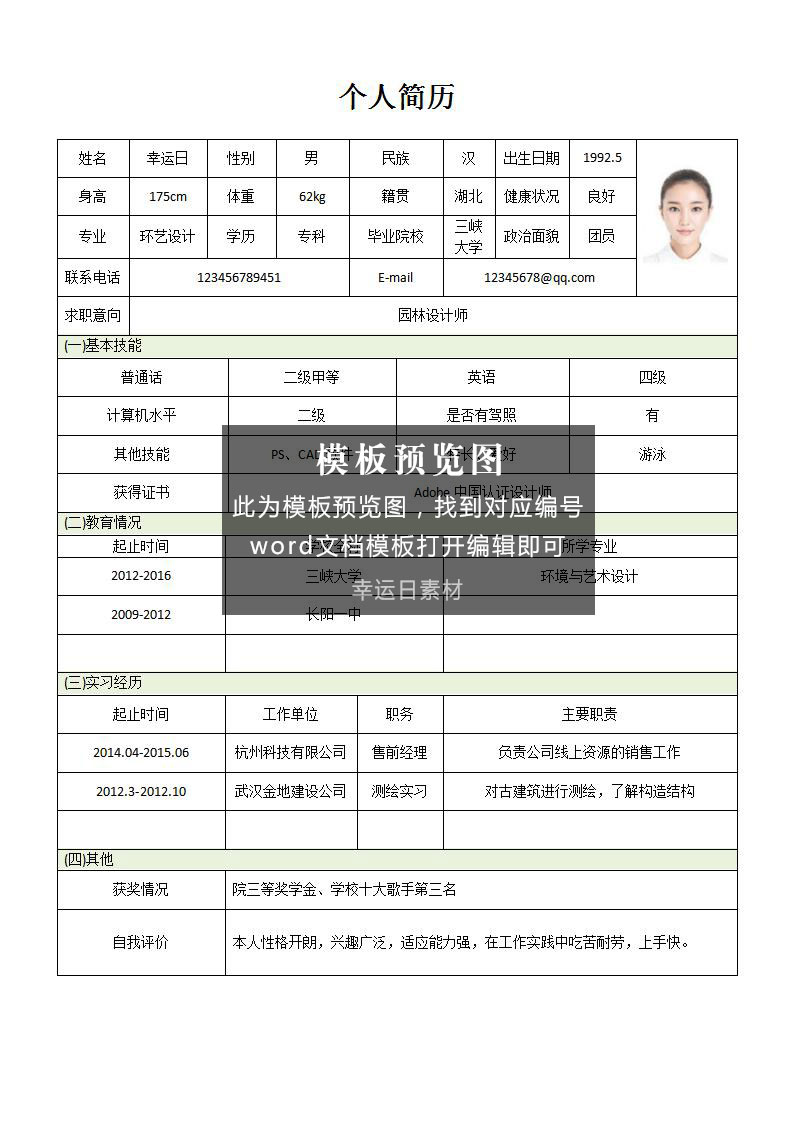 个人简历
姓名 幸运日 性别 男 民族 汉 出生日期 1992.5
身高 175cm 体重 62kg 籍贯 湖北 健康状况 良好
专业 环艺设计 学历 专科 毕业院校 三峡大学 政治面貌 团员
联系电话 123456789451 E-mail 12345678@qq.com
求职意向 园林设计师
(一)基本技能
普通话 二级甲等 英语 四级
计算机水平 二级 是否有驾照 有
其他技能 PS、CAD 好 游泳
模板预览图
获得证书 Adobe 中国认证设计师
此为模板预览图，找到对应编号
(二)教育情况
起止时间 所学专业
word文档模板打开编辑即可
2012-2016 三峡大学 环境与艺术设计
幸运日素材
2009-2012 长阳一中
(三)实习经历
起止时间 工作单位 职务 主要职责
2014.04-2015.06 杭州科技有限公司 售前经理 负责公司线上资源的销售工作
2012.3-2012.10 武汉金地建设公司 测绘实习 对古建筑进行测绘，了解构造结构
(四)其他
获奖情况 院三等奖学金、学校十大歌手第三名
自我评价 本人性格开朗，兴趣广泛，适应能力强，在工作实践中吃苦耐劳，上手快。